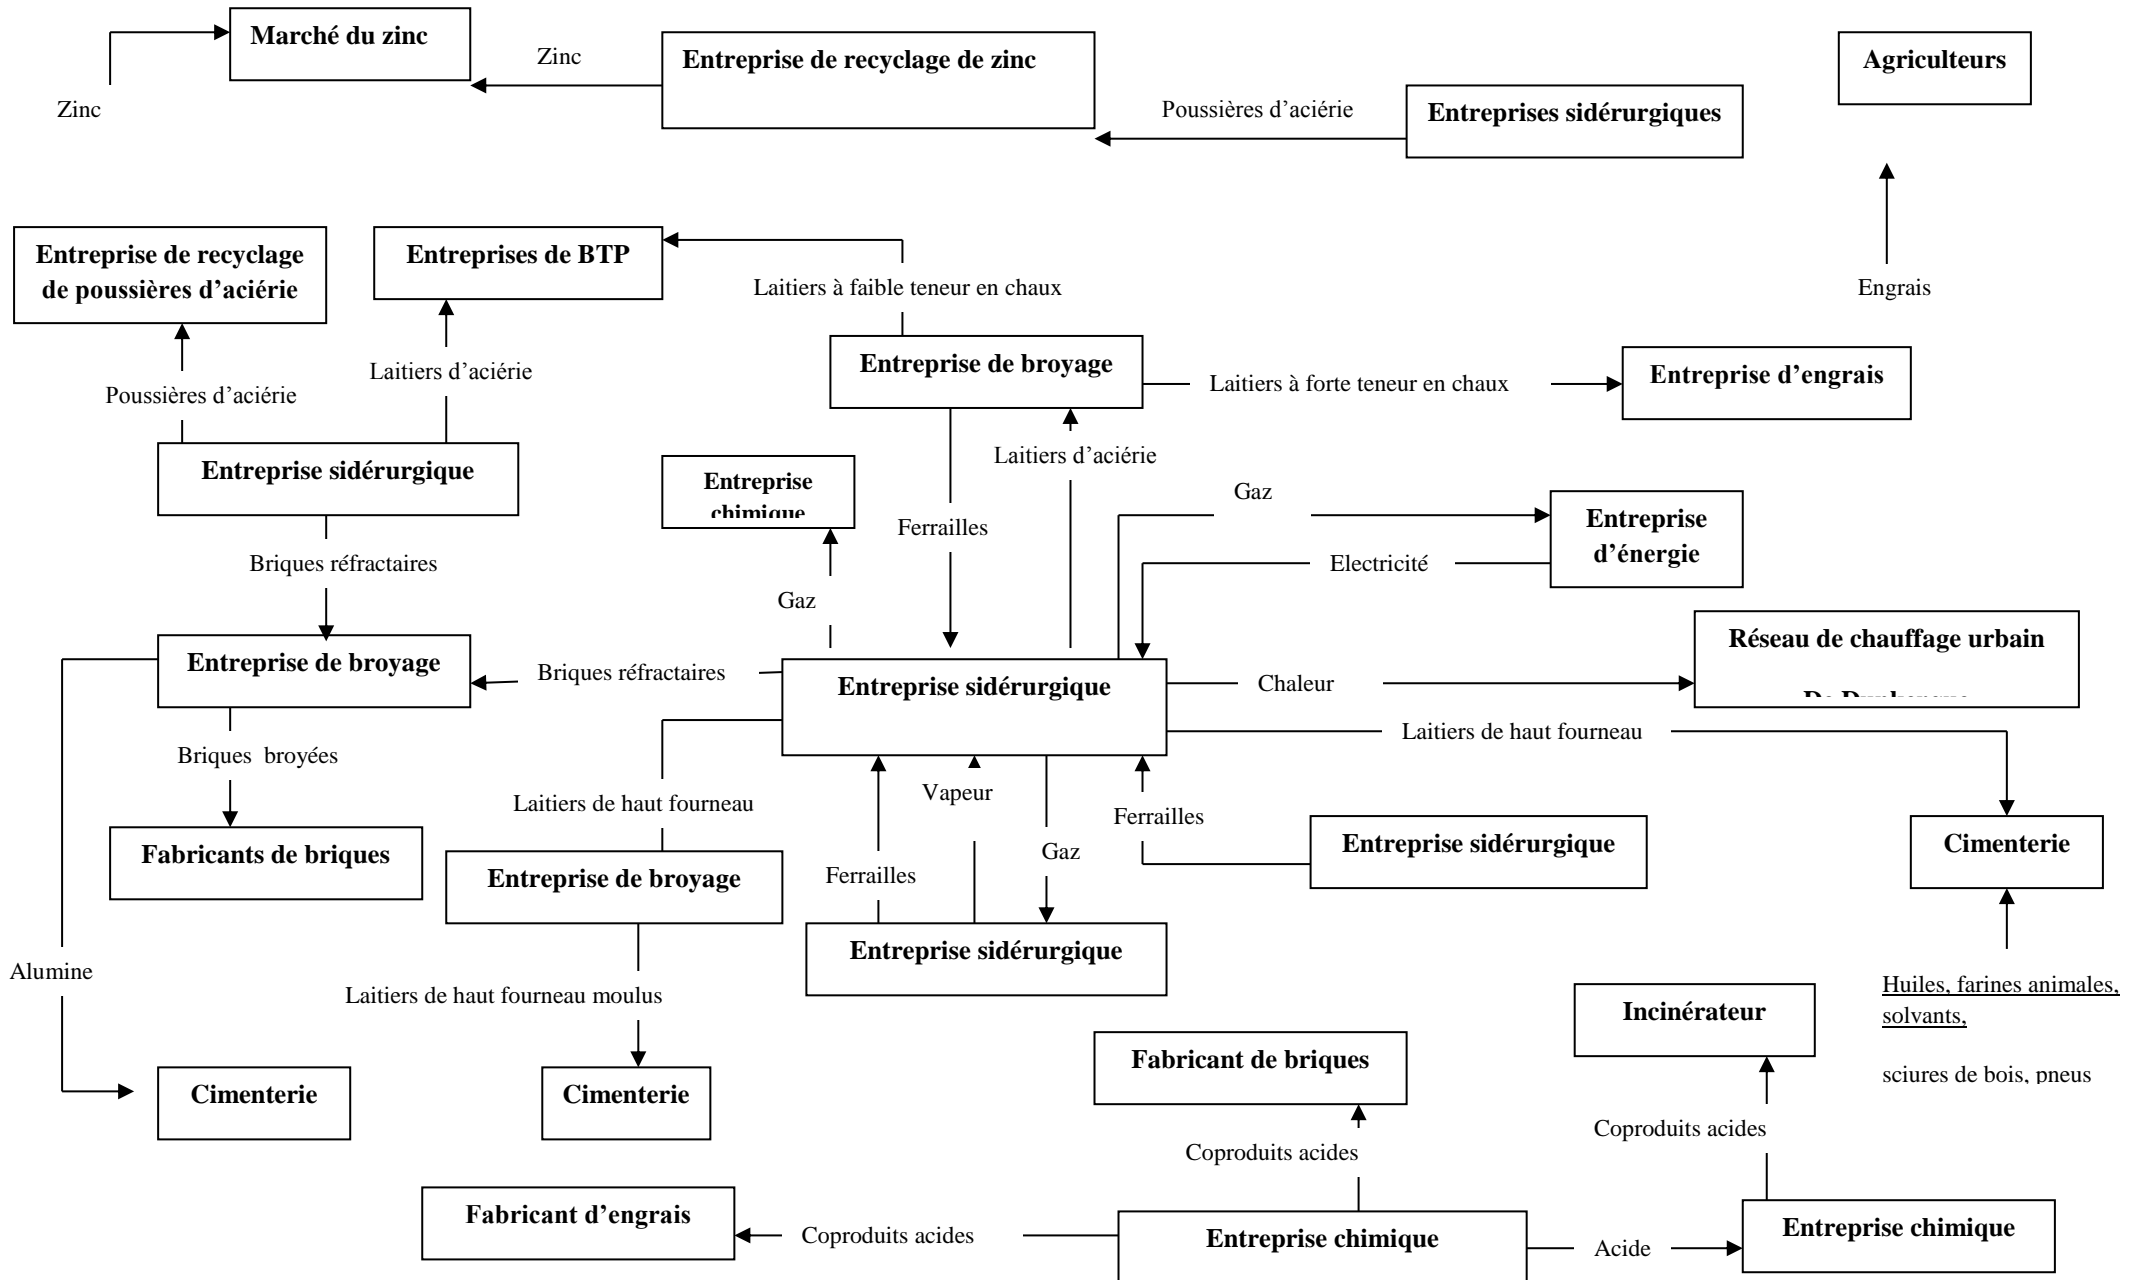 Marché du zinc
Zinc
Entreprise de recyclage de zinc
Agriculteurs
Zinc
Poussières d’aciérie
Entreprises sidérurgiques
Entreprise de recyclage
de poussières d’aciérie
Entreprises de BTP
Laitiers à faible teneur en chaux
Engrais
Entreprise de broyage
Laitiers d’aciérie
Laitiers à forte teneur en chaux
Entreprise d’engrais
Poussières d’aciérie
Entreprise sidérurgique
Laitiers d’aciérie
Entreprise
chimique
Gaz
Ferrailles
Entreprise
d’énergie
Briques réfractaires
Electricité
Gaz
Réseau de chauffage urbain
De Dunkerque
Entreprise de broyage
Briques réfractaires
Entreprise sidérurgique
Chaleur
Laitiers de haut fourneau
Briques  broyées
Vapeur
Laitiers de haut fourneau
Ferrailles
Fabricants de briques
Gaz
Entreprise sidérurgique
Cimenterie
Entreprise de broyage
Ferrailles
Entreprise sidérurgique
Alumine
Laitiers de haut fourneau moulus
Huiles, farines animales,
solvants,
Incinérateur
Fabricant de briques
sciures de bois, pneus
Cimenterie
Cimenterie
Coproduits acides
Coproduits acides
Fabricant d’engrais
Coproduits acides
Entreprise chimique
Acide
Entreprise chimique